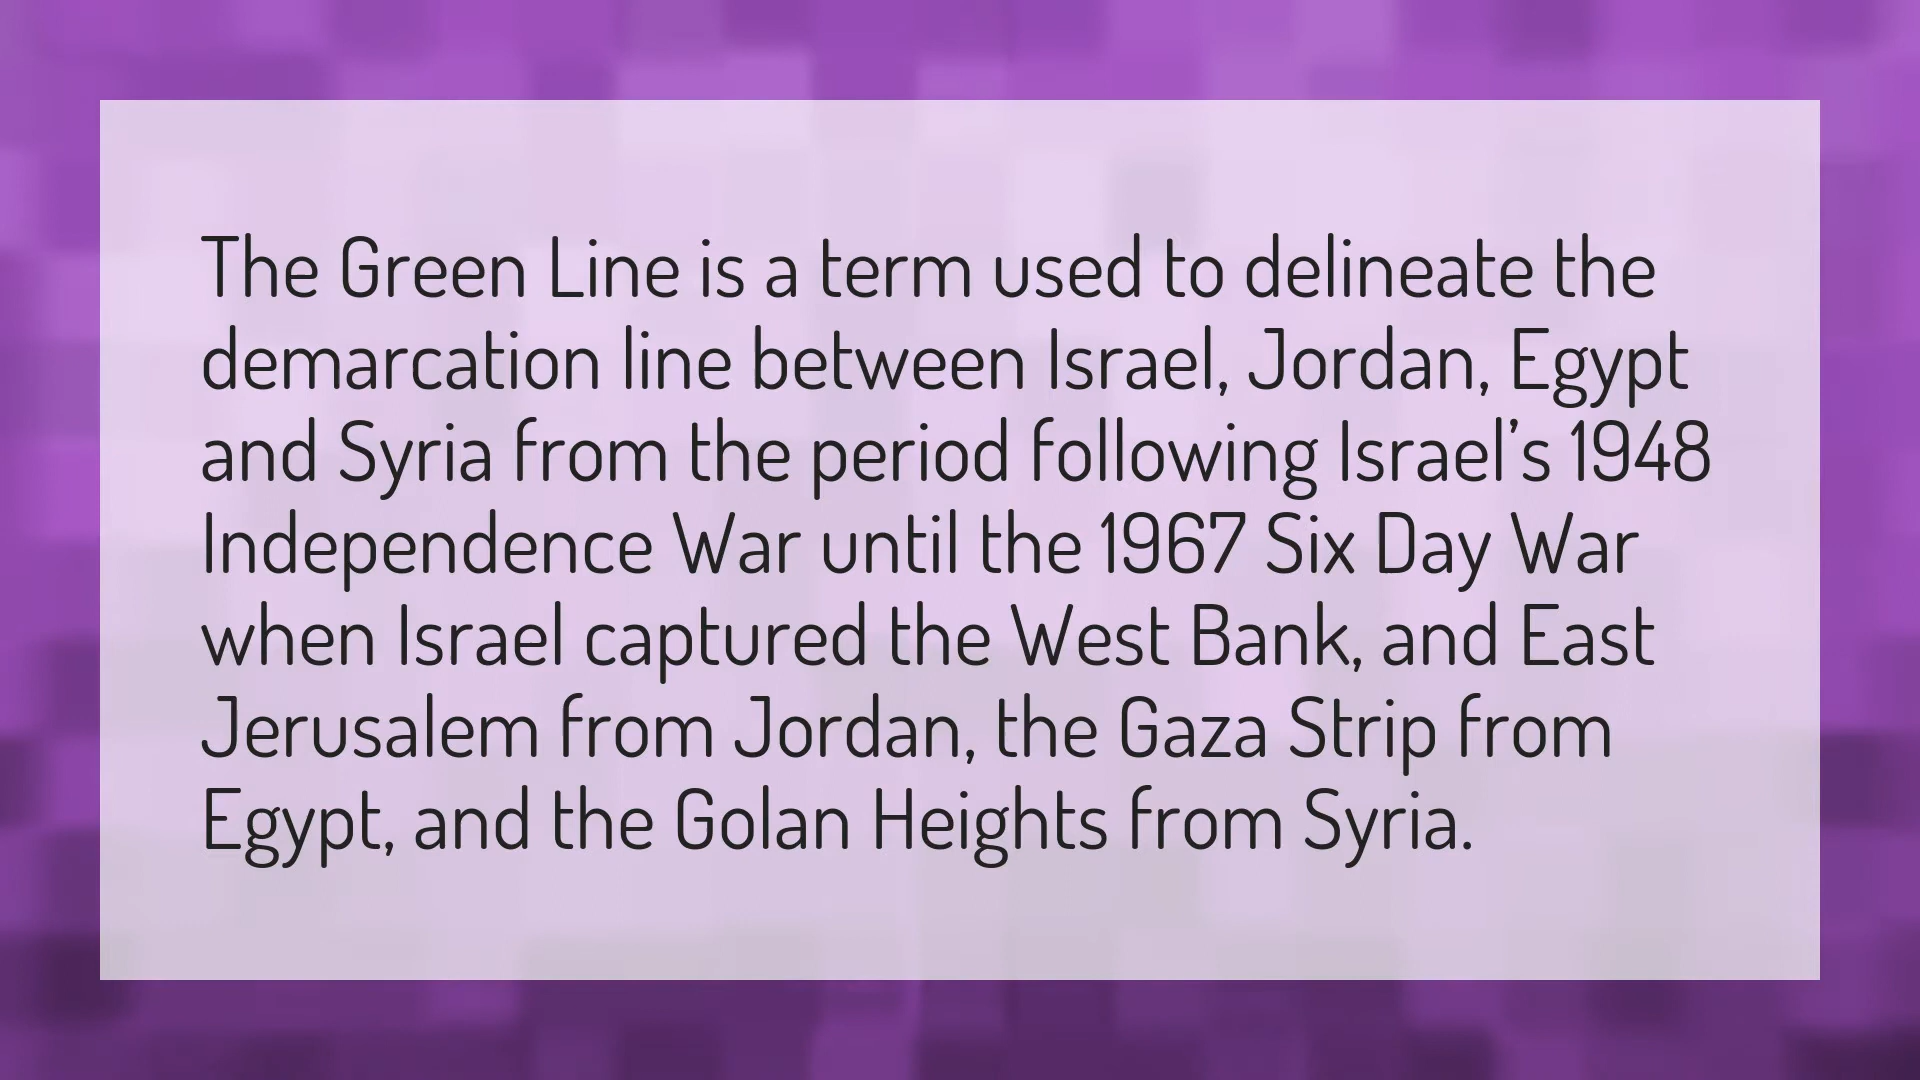 The Green Line is a term used to delineate the
demarcation line between Israel, Jordan, Egypt
and Syria from the period following Israel’s 1948
Independence War until the 1967 Six Day War
when Israel captured the West Bank, and East
Jerusalem from Jordan, the Gaza Strip from
Egypt, and the Golan Heights from Syria.